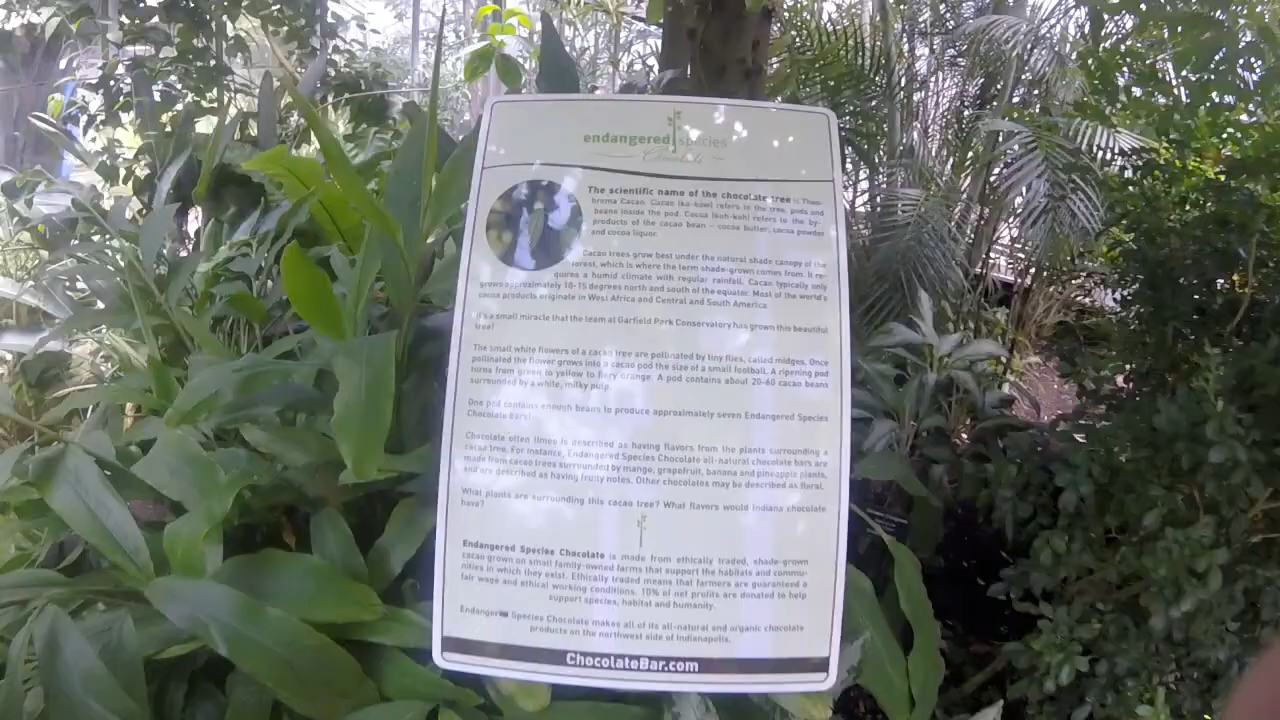 endangered species
Chocolate
The scientific name of the chocolate tree is Theo-
broma Cacao. Cacao (ka-kow) refers to the tree, pods and
beans inside the pod. Cocoa (koh-koh) refers to the by-
products of the cacao bean – cocoa butter, cocoa powder
and cocoa liquor.
Cacao trees grow best under the natural shade canopy of the
forest, which is where the term shade-grown comes from. It re-
quires a humid climate with regular rainfall. Cacao typically only
grows approximately 10-15 degrees north and south of the equator. Most of the world's
cocoa products originate in West Africa and Central and South America.
It's a small miracle that the team at Garfield Park Conservatory has grown this beautiful
tree!
The small white flowers of a cacao tree are pollinated by tiny flies, called midges. Once
pollinated the flower grows into a cacao pod the size of a small football. A ripening pod
turns from green to yellow to fiery orange. A pod contains about 20-60 cacao beans
surrounded by a white, milky pulp.
One pod contains enough beans to produce approximately seven Endangered Species
Chocolate Bars!
Chocolate often times is described as having flavors from the plants surrounding a
cacao tree. For instance, Endangered Species Chocolate all-natural chocolate bars are
made from cacao trees surrounded by mango, grapefruit, banana and pineapple plants,
and are described as having fruity notes. Other chocolates may be described as floral.
What plants are surrounding this cacao tree? What flavors would Indiana chocolate
have?
Endangered Species Chocolate is made from ethically traded, shade-grown
cacao grown on small family-owned farms that support the habitats and commu-
nities in which they exist. Ethically traded means that farmers are guaranteed a
fair wage and ethical working conditions. 10% of net profits are donated to help
support species, habitat and humanity.
Endangered Species Chocolate makes all of its all-natural and organic chocolate
products on the northwest side of Indianapolis.
ChocolateBar.com